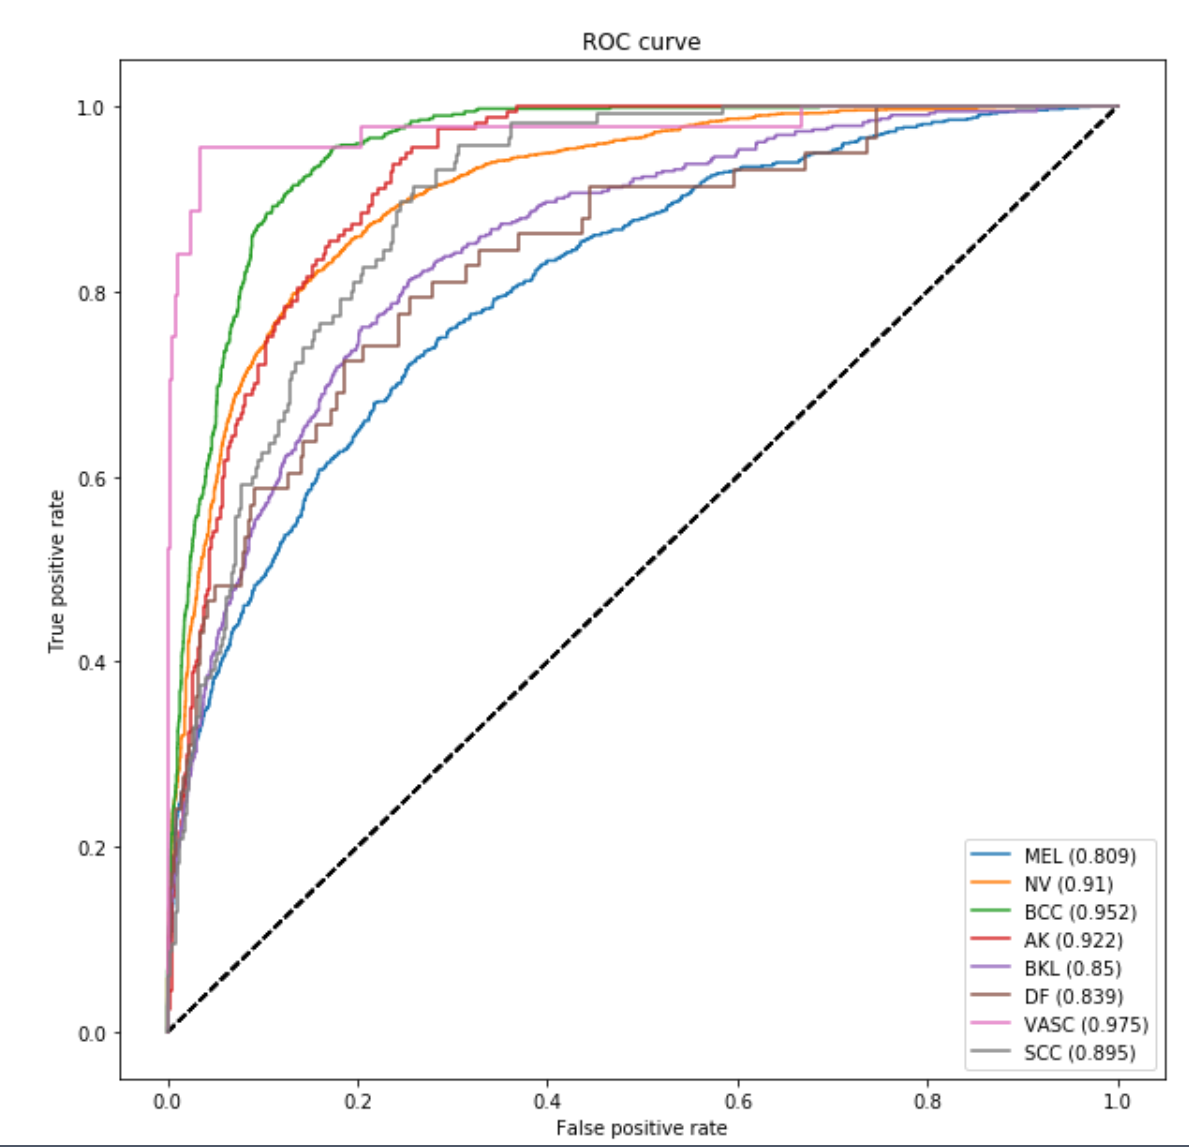 ROC curve
1.0
0.8
0.6
0.4
0.2
0.0
True positive rate
MEL (0.809)
NV (0.91)
BCC (0.952)
AK (0.922)
BKL (0.85)
DF (0.839)
VASC (0.975)
SCC (0.895)
0.0 0.2 0.4 0.6 0.8 1.0
False positive rate